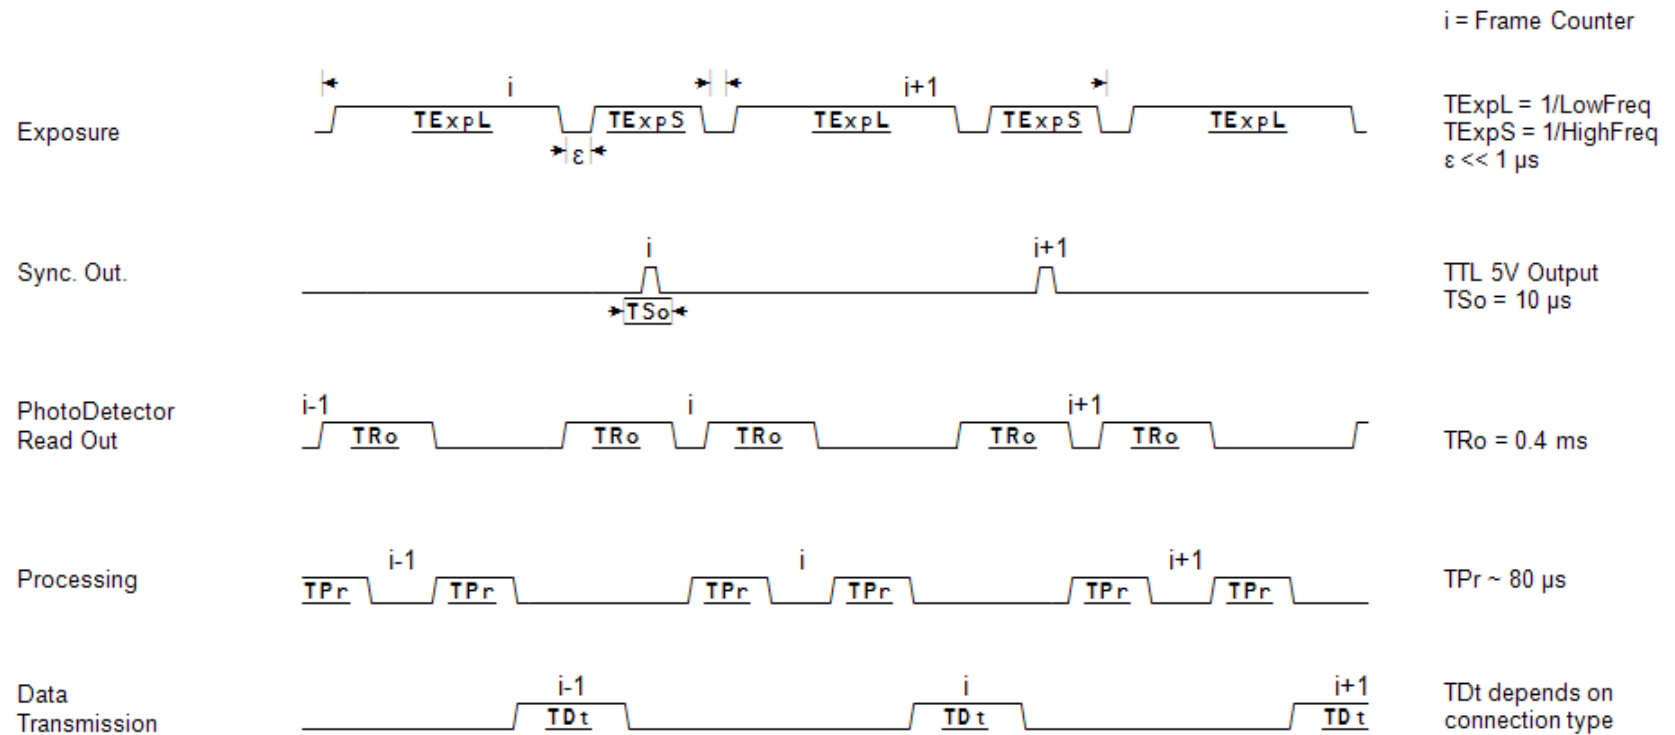 i = Frame Counter
i i+1
Exposure TExpL TExpS TExpL TExpS TExpL
ε
TExpL = 1/LowFreq
TExpS = 1/HighFreq
ε << 1 µs
i i+1
Sync. Out.
TSo
TTL 5V Output
TSo = 10 µs
i-1 i i+1
PhotoDetector
Read Out
TRo TRo TRo TRo TRo
TRo = 0.4 ms
i-1 i i+1
Processing TPr TPr TPr TPr TPr TPr
TPr ~ 80 µs
i-1 i i+1
Data
Transmission
TDt TDt TDt
TDt depends on
connection type